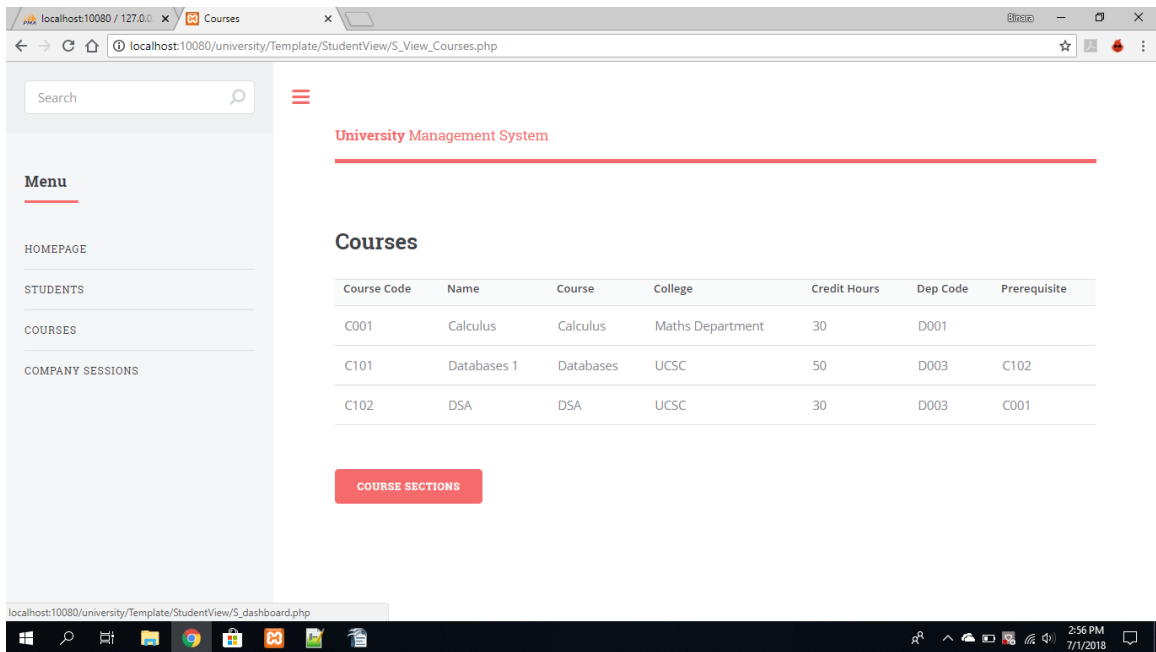 localhost:10080 / 127.0.0.
Courses
Binara
localhost:10080/university/Template/StudentView/S_View_Courses.php
Search
University Management System
Menu
HOMEPAGE
STUDENTS
COURSES
COMPANY SESSIONS
Courses
Course Code Name Course College Credit Hours Dep Code Prerequisite
C001 Calculus Calculus Maths Department 30 D001
C101 Databases 1 Databases UCSC 50 D003 C102
C102 DSA DSA UCSC 30 D003 C001
COURSE SECTIONS
localhost:10080/university/Template/StudentView/S_dashboard.php
2:56 PM
7/1/2018